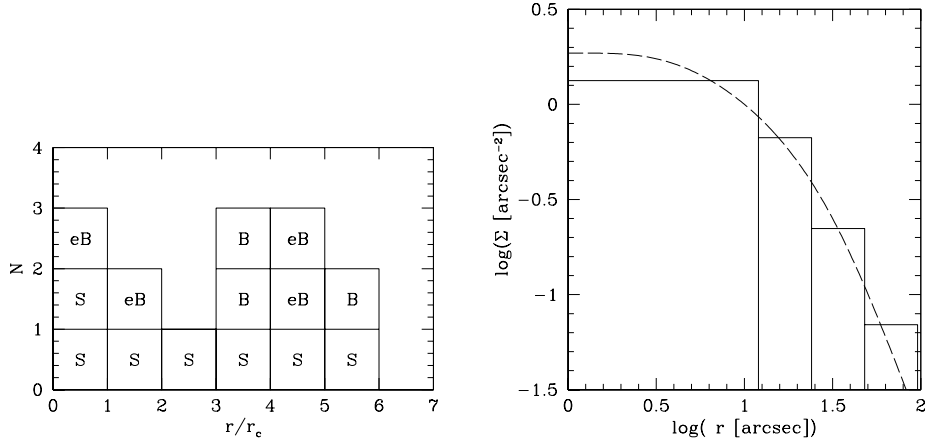 4
3
2
1
0
N
eB B eB
S eB B eB B
S S S S S S
0 1 2 3 4 5 6 7
r/r_c
0.5
0
−0.5
−1
−1.5
log(Σ [arcsec⁻²])
0 0.5 1 1.5 2
log( r [arcsec])